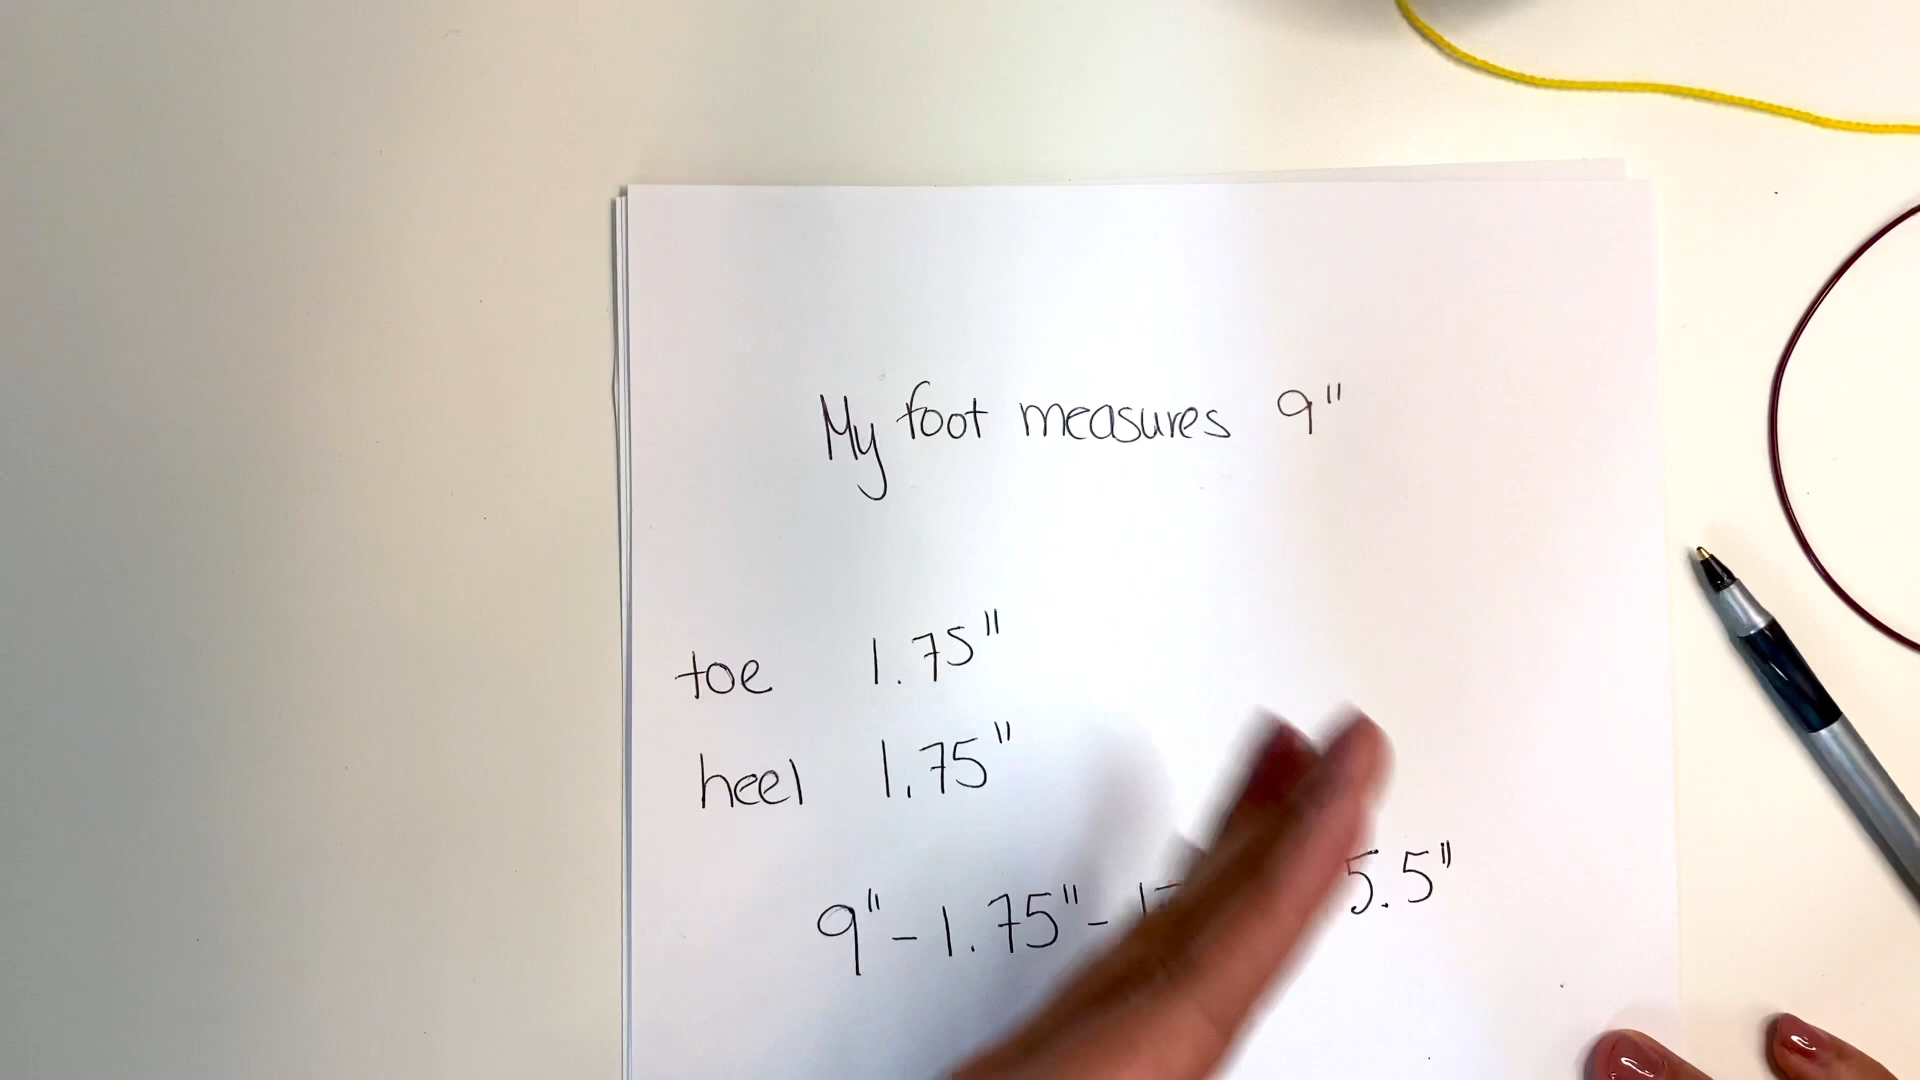 My foot measures 9"
toe 1.75"
heel 1.75"
9" - 1.75" - 5.5"